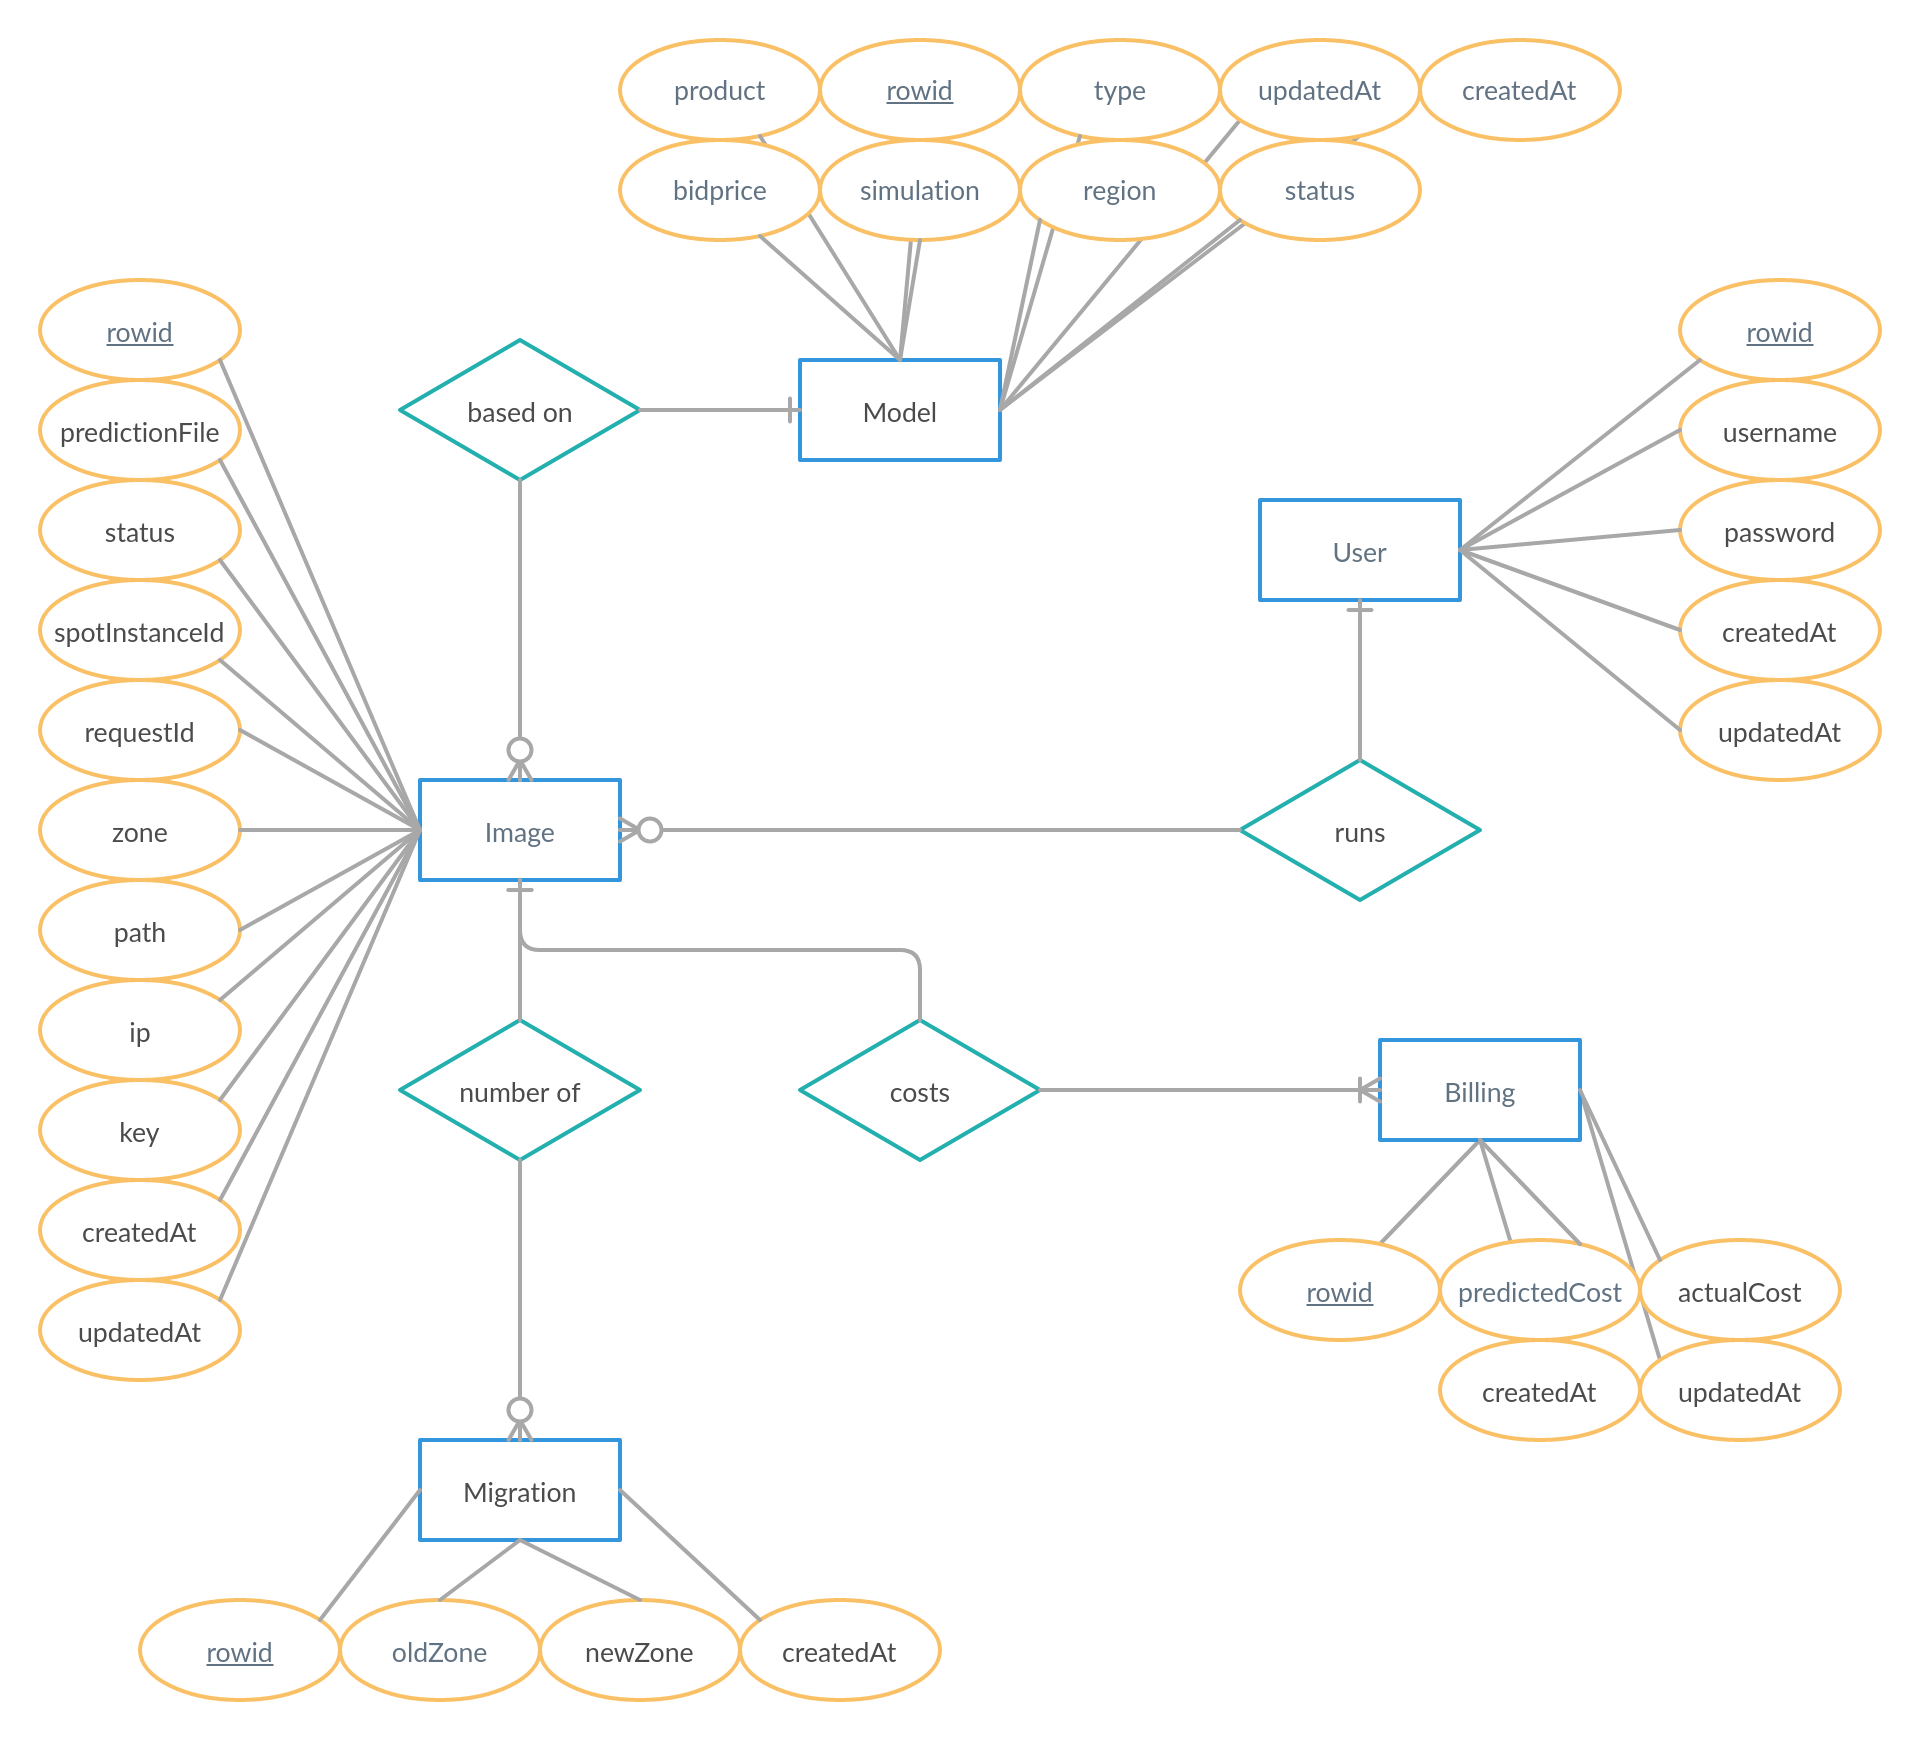 product
rowid
type
updatedAt
createdAt
bidprice
simulation
region
status
based on
Model
rowid
predictionFile
status
spotInstanceId
requestId
zone
path
ip
key
createdAt
updatedAt
User
rowid
username
password
createdAt
updatedAt
Image
runs
number of
costs
Billing
rowid
predictedCost
actualCost
createdAt
updatedAt
Migration
rowid
oldZone
newZone
createdAt